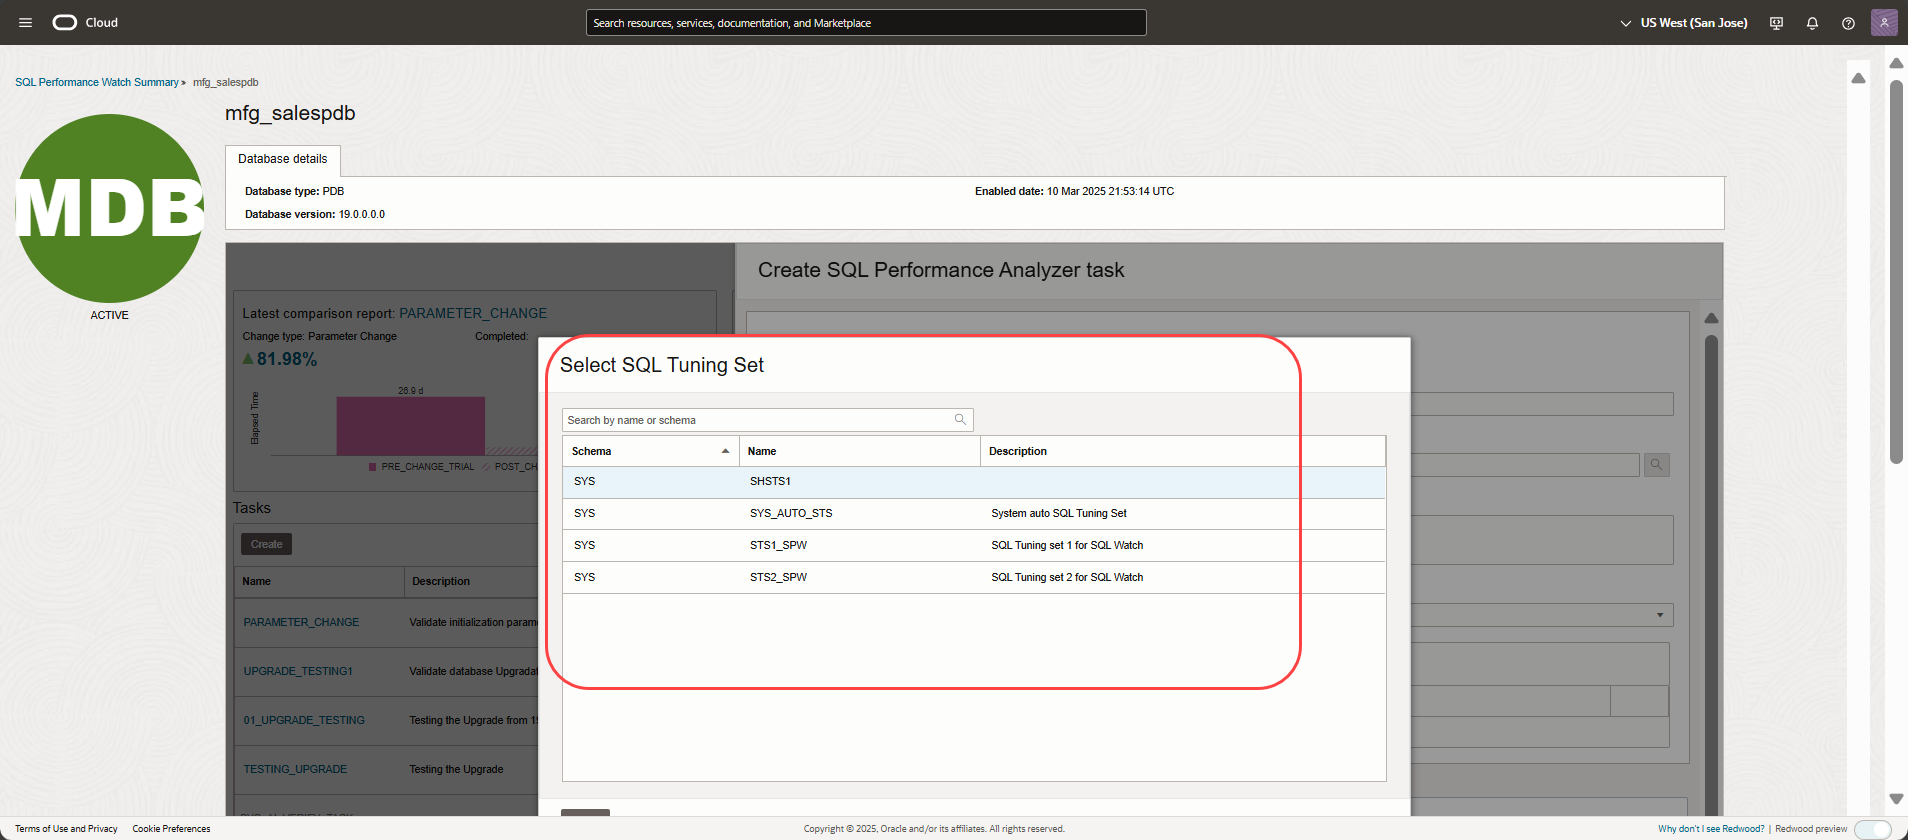 Cloud
Search resources, services, documentation, and Marketplace
US West (San Jose)
SQL Performance Watch Summary » mfg_salespdb
mfg_salespdb
MDB
ACTIVE
Database details
Database type: PDB
Enabled date: 10 Mar 2025 21:53:14 UTC
Database version: 19.0.0.0.0
Create SQL Performance Analyzer task
Latest comparison report: PARAMETER_CHANGE
Change type: Parameter Change
Completed:
81.98%
26.9 d
Elapsed Time
PRE_CHANGE_TRIAL
POST_CH
Tasks
Create
Name
Description
PARAMETER_CHANGE
Validate initialization parame
UPGRADE_TESTING1
Validate database Upgradat
01_UPGRADE_TESTING
Testing the Upgrade from 19
TESTING_UPGRADE
Testing the Upgrade
Select SQL Tuning Set
Search by name or schema
Schema
Name
Description
SYS
SHSTS1
SYS
SYS_AUTO_STS
System auto SQL Tuning Set
SYS
STS1_SPW
SQL Tuning set 1 for SQL Watch
SYS
STS2_SPW
SQL Tuning set 2 for SQL Watch
Terms of Use and Privacy
Cookie Preferences
Copyright © 2025, Oracle and/or its affiliates. All rights reserved.
Why don't I see Redwood? | Redwood preview